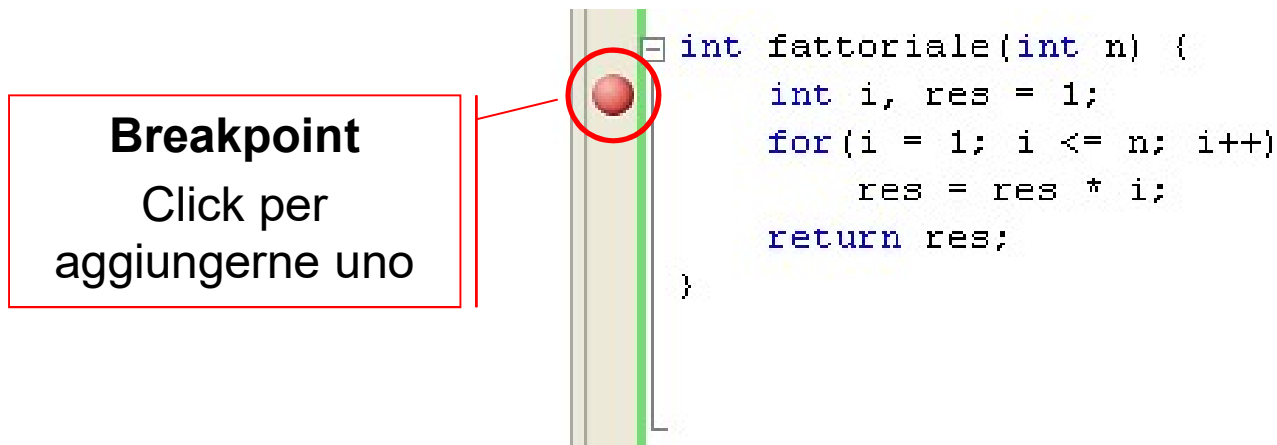 Breakpoint
Click per
aggiungerne uno
int fattoriale(int n) {
int i, res = 1;
for(i = 1; i <= n; i++)
res = res * i;
return res;
}